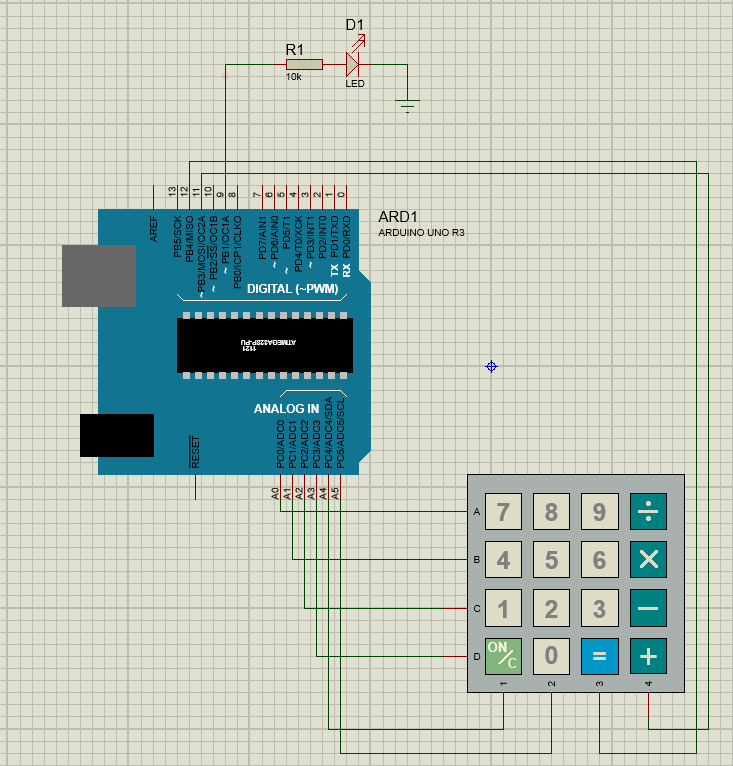 D1
R1
10k
LED
13
12
11
10
9
8
7
6
5
4
3
2
1
0
ARD1
ARDUINO UNO R3
AREF
PB5/SCK
PB4/MISO
~PB3/MOSI/OC2A
~PB2/SS/OC1B
~PB1/OC1A
PB0/ICP1/CLKO
PD7/AIN1
~PD6/AIN0
~PD5/T1
PD4/T0/XCK
~PD3/INT1
PD2/INT0
TX PD1/TXD
RX PD0/RXD
DIGITAL (~PWM)
ATMEGA328P-PU
1121
ANALOG IN
RESET
PC0/ADC0
PC1/ADC1
PC2/ADC2
PC3/ADC3
PC4/ADC4/SDA
PC5/ADC5/SCL
A0
A1
A2
A3
A4
A5
A 7 8 9 ÷
B 4 5 6 ×
C 1 2 3 −
D ON/C 0 = +
1 2 3 4